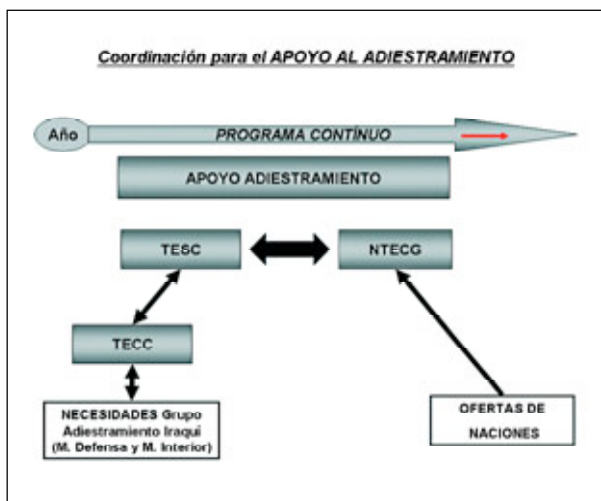 Coordinación para el APOYO AL ADIESTRAMIENTO
Año
PROGRAMA CONTÍNUO
APOYO ADIESTRAMIENTO
TESC
NTECG
TECC
NECESIDADES Grupo
Adiestramiento Iraqui
(M. Defensa y M. Interior)
OFERTAS DE
NACIONES